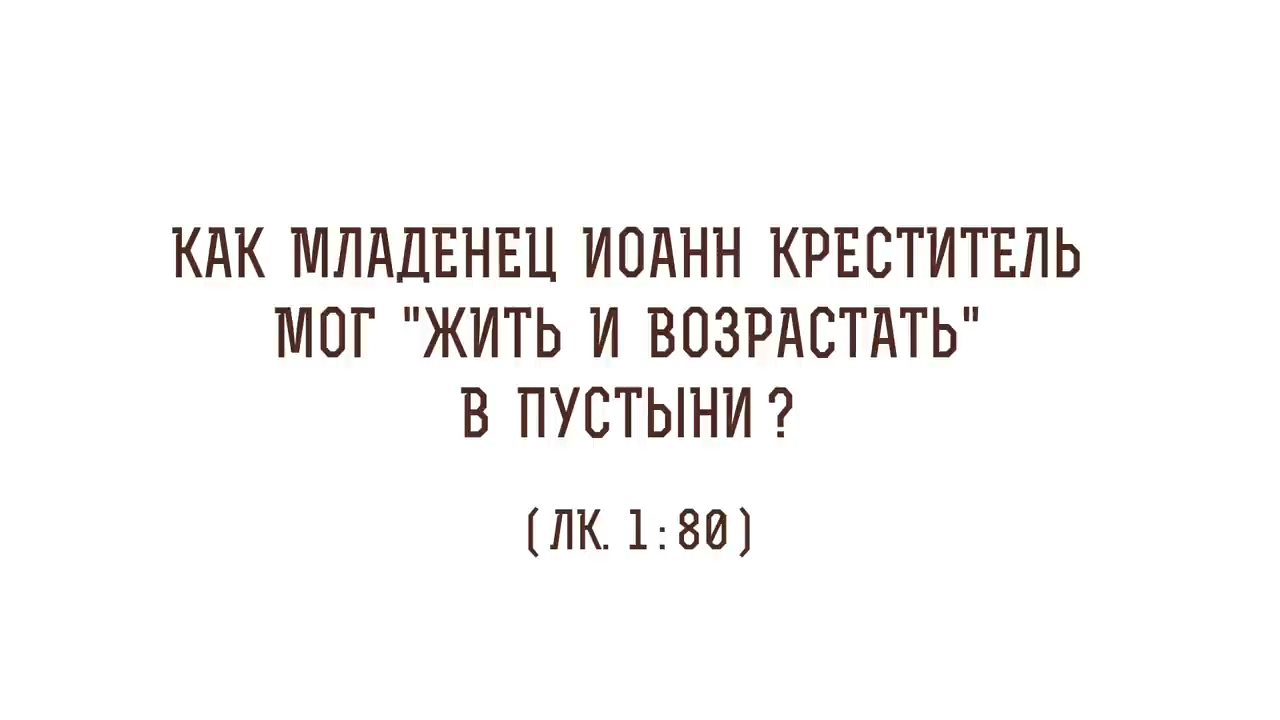 КАК МЛАДЕНЕЦ ИОАНН КРЕСТИТЕЛЬ
МОГ "ЖИТЬ И ВОЗРАСТАТЬ"
В ПУСТЫНИ?
(ЛК. 1:80)